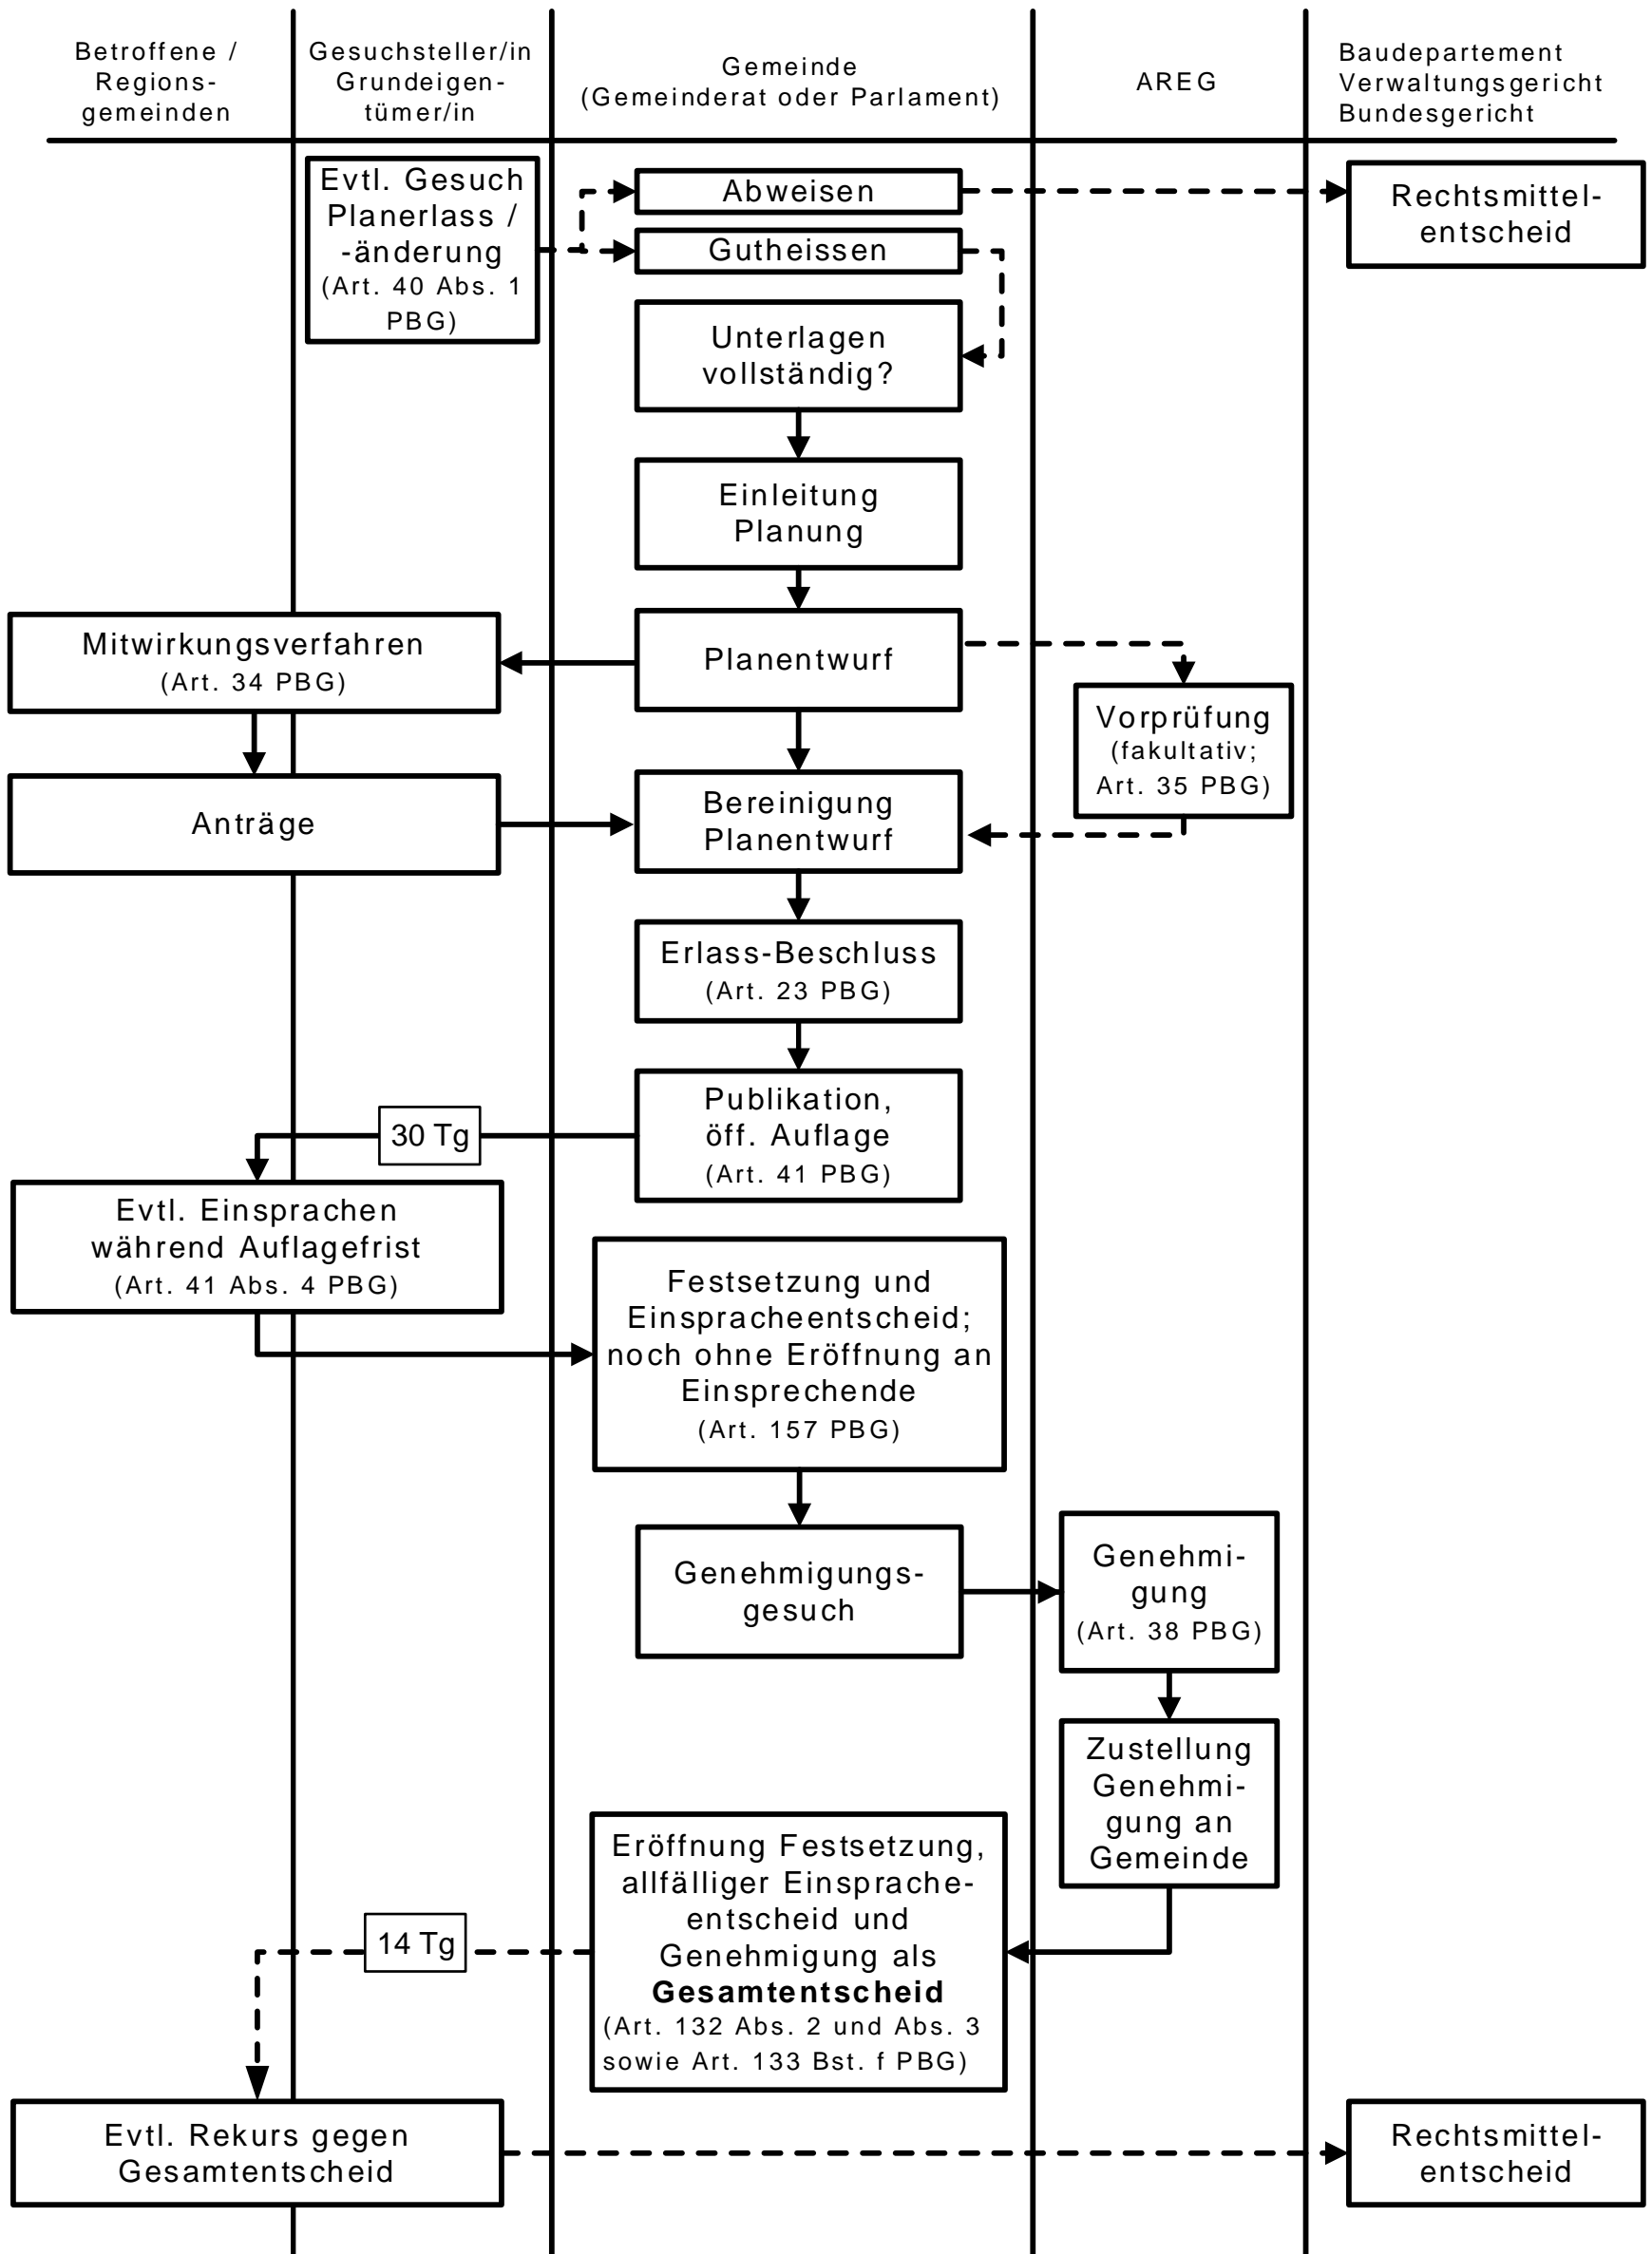 Betroffene /
Regions-
gemeinden
Gesuchsteller/in
Grundeigen-
tümer/in
Gemeinde
(Gemeinderat oder Parlament)
AREG
Baudepartement
Verwaltungsgericht
Bundesgericht
Evtl. Gesuch
Planerlass /
-änderung
(Art. 40 Abs. 1
PBG)
Abweisen
Gutheissen
Rechtsmittel-
entscheid
Unterlagen
vollständig?
Einleitung
Planung
Mitwirkungsverfahren
(Art. 34 PBG)
Planentwurf
Vorprüfung
(fakultativ;
Art. 35 PBG)
Anträge
Bereinigung
Planentwurf
Erlass-Beschluss
(Art. 23 PBG)
Publikation,
öff. Auflage
(Art. 41 PBG)
30 Tg
Evtl. Einsprachen
während Auflagefrist
(Art. 41 Abs. 4 PBG)
Festsetzung und
Einspracheentscheid;
noch ohne Eröffnung an
Einsprechende
(Art. 157 PBG)
Genehmigungs-
gesuch
Genehmi-
gung
(Art. 38 PBG)
Zustellung
Genehmi-
gung an
Gemeinde
Eröffnung Festsetzung,
allfälliger Einsprache-
entscheid und
Genehmigung als
Gesamtentscheid
(Art. 132 Abs. 2 und Abs. 3
sowie Art. 133 Bst. f PBG)
14 Tg
Evtl. Rekurs gegen
Gesamtentscheid
Rechtsmittel-
entscheid